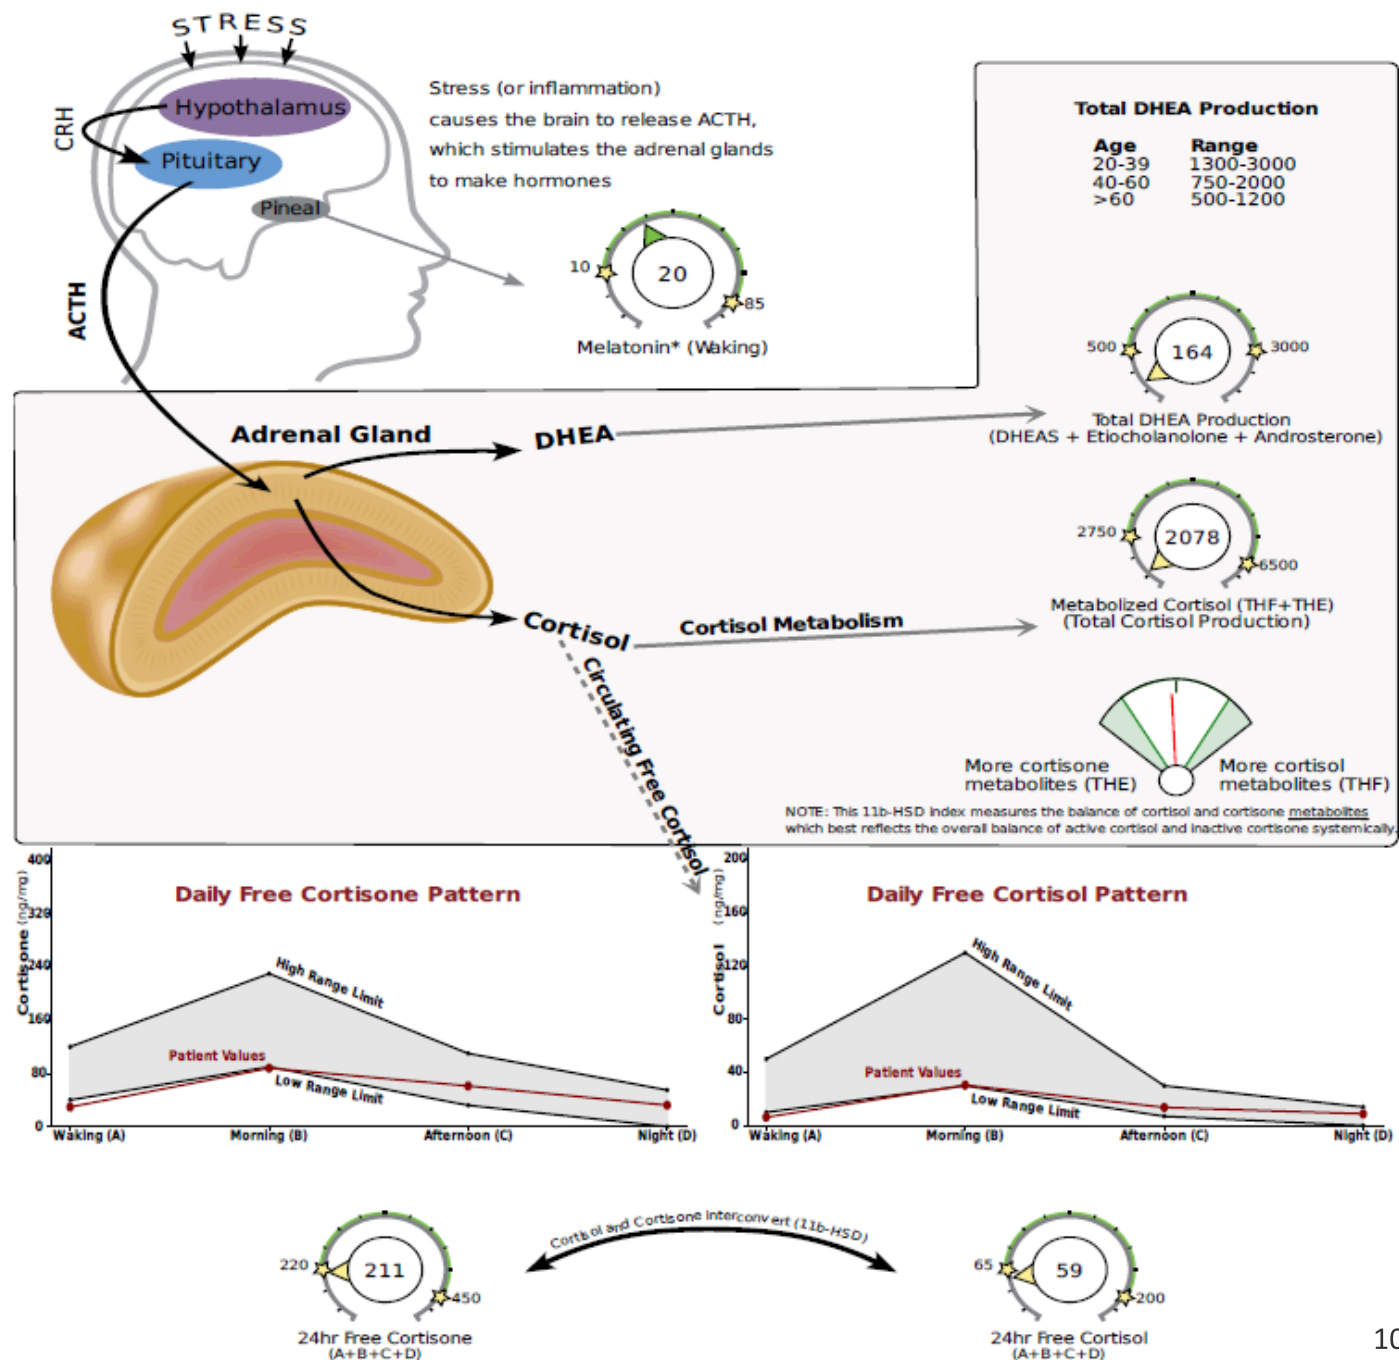 STRESS
Hypothalamus
CRH
Pituitary
Pineal
ACTH
Stress (or inflammation)
causes the brain to release ACTH,
which stimulates the adrenal glands
to make hormones
10
20
85
Melatonin* (Waking)
Total DHEA Production
Age Range
20-39 1300-3000
40-60 750-2000
>60 500-1200
500
164
3000
Total DHEA Production
(DHEAS + Etiocholanolone + Androsterone)
Adrenal Gland
DHEA
2750
2078
6500
Metabolized Cortisol (THF+THE)
(Total Cortisol Production)
Cortisol
Cortisol Metabolism
Circulating Free Cortisol
More cortisone
metabolites (THE)
More cortisol
metabolites (THF)
NOTE: This 11b-HSD index measures the balance of cortisol and cortisone metabolites
which best reflects the overall balance of active cortisol and inactive cortisone systemically.
Daily Free Cortisone Pattern
Cortisone (ng/mg)
400
320
240
160
80
0
High Range Limit
Patient Values
Low Range Limit
Waking (A) Morning (B) Afternoon (C) Night (D)
Daily Free Cortisol Pattern
Cortisol (ng/mg)
200
160
120
80
40
0
High Range Limit
Patient Values
Low Range Limit
Waking (A) Morning (B) Afternoon (C) Night (D)
220
211
450
24hr Free Cortisone
(A+B+C+D)
Cortisol and Cortisone interconvert (11b-HSD)
65
59
200
24hr Free Cortisol
(A+B+C+D)
10